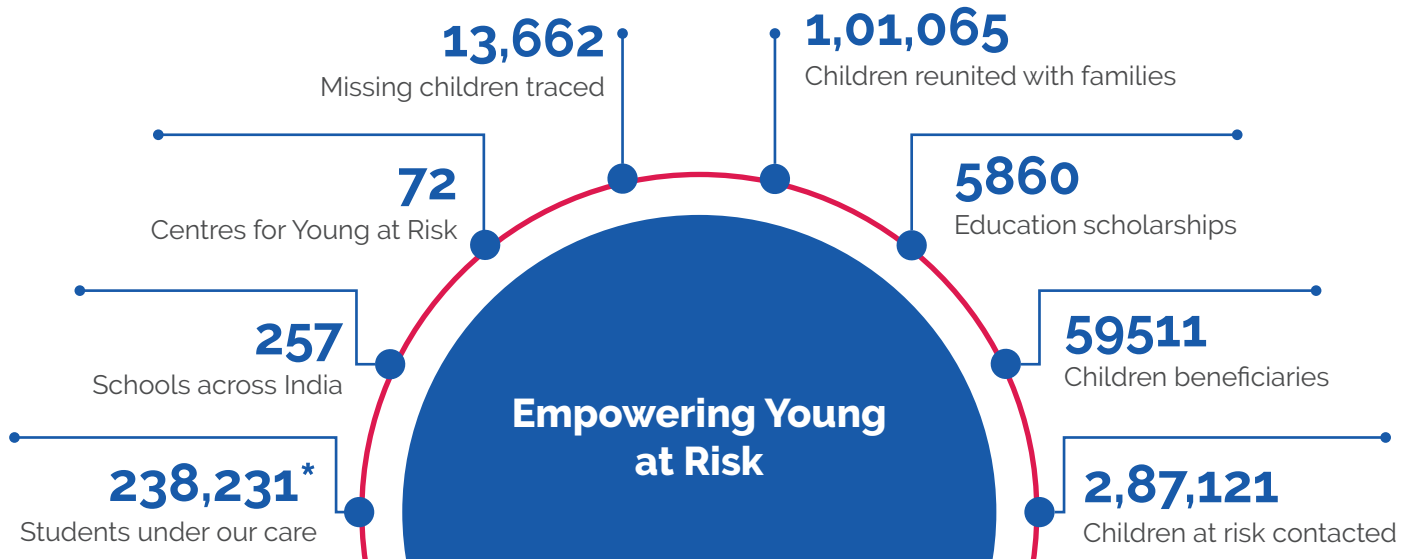 13,662
Missing children traced
1,01,065
Children reunited with families
72
Centres for Young at Risk
5860
Education scholarships
257
Schools across India
59511
Children beneficiaries
Empowering Young
at Risk
238,231*
Students under our care
2,87,121
Children at risk contacted